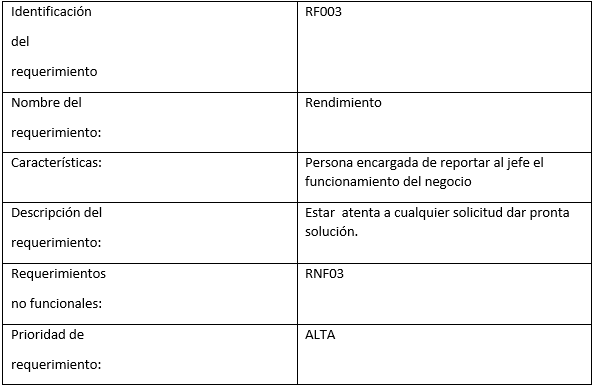 Identificación
del
requerimiento
RF003
Nombre del
requerimiento:
Rendimiento
Características:
Persona encargada de reportar al jefe el
funcionamiento del negocio
Descripción del
requerimiento:
Estar  atenta a cualquier solicitud dar pronta
solución.
Requerimientos
no funcionales:
RNF03
Prioridad de
requerimiento:
ALTA